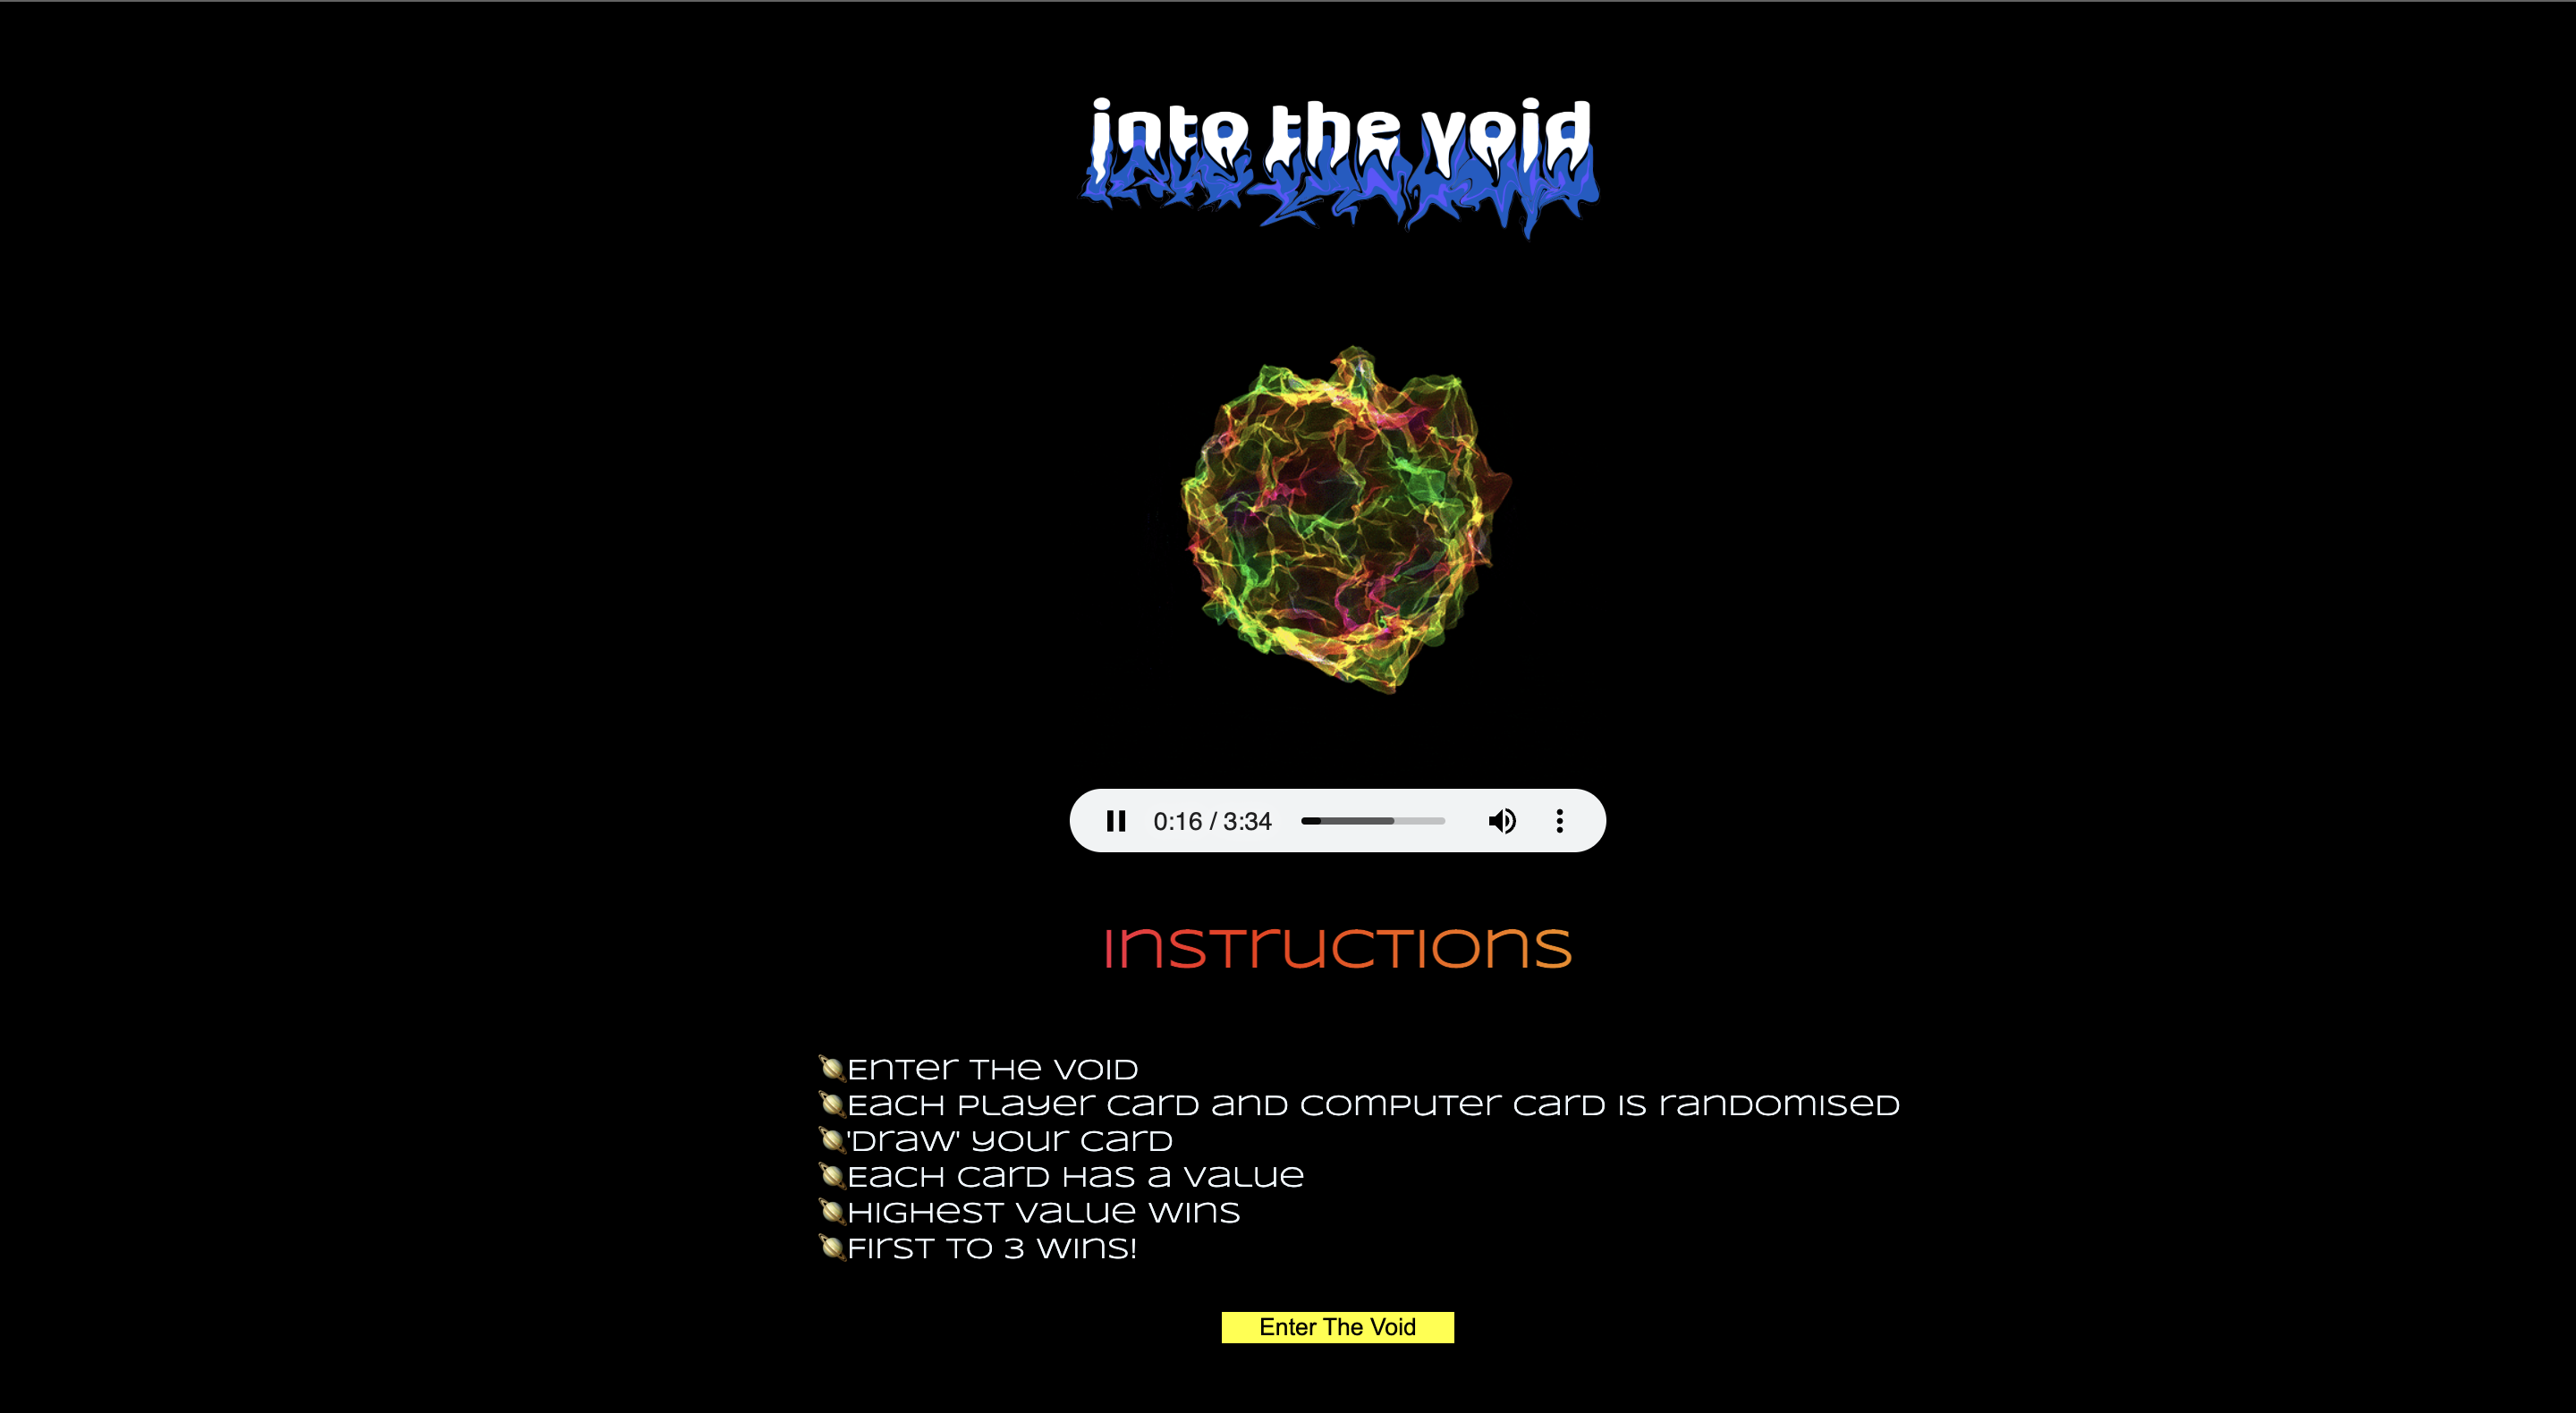 into the void
0:16 / 3:34
Instructions
Enter the void
Each player card and computer card is randomised
'Draw' your card
Each card has a value
Highest value wins
First to 3 wins!
Enter The Void